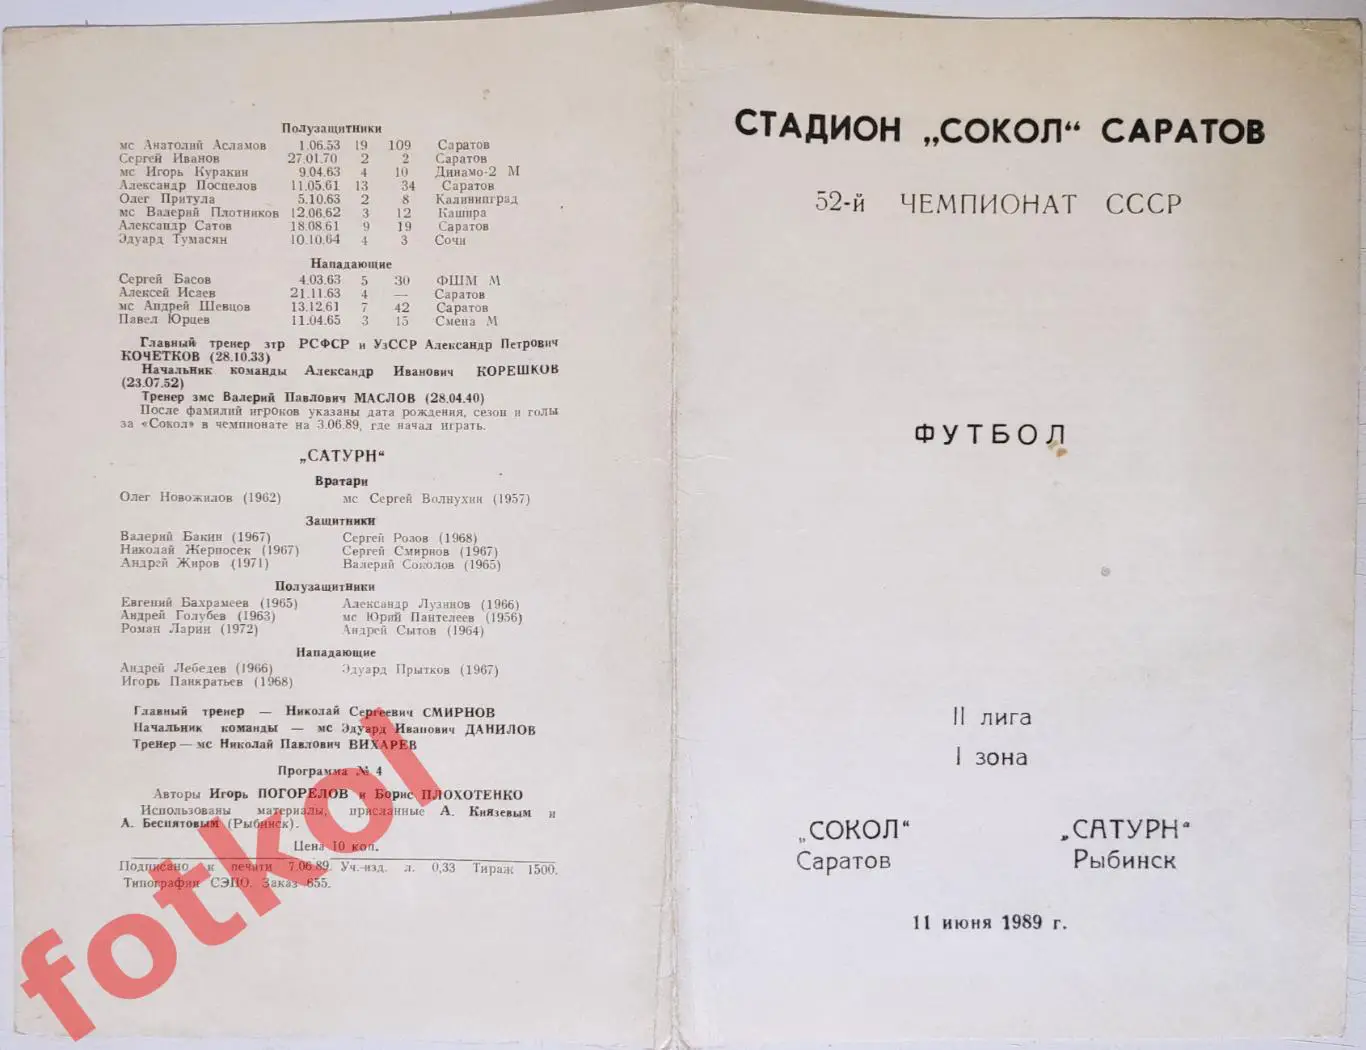 Полузащитники
мс Анатолий Асламов 1.06.53 19 109 Саратов
Сергей Иванов 27.01.70 2 2 Саратов
мс Игорь Куракин 9.04.63 4 10 Динамо-2 М
Александр Поспелов 11.05.61 13 34 Саратов
Олег Притула 5.10.63 2 8 Калининград
мс Валерий Плотников 12.06.62 3 12 Кашира
Александр Сатов 18.08.61 9 19 Саратов
Эдуард Тумасян 10.10.64 4 3 Сочи
Нападающие
Сергей Басов 4.03.63 5 30 ФШМ М
Алексей Исаев 21.11.63 4 — Саратов
мс Андрей Шевцов 13.12.61 7 42 Саратов
Павел Юрцев 11.04.65 3 15 Смена М
Главный тренер зтр РСФСР и УзССР Александр Петрович
КОЧЕТКОВ (28.10.33)
Начальник команды Александр Иванович КОРЕШКОВ
(23.07.52)
Тренер змс Валерий Павлович МАСЛОВ (28.04.40)
После фамилий игроков указаны дата рождения, сезон и голы
за «Сокол» в чемпионате на 3.06.89, где начал играть.
„САТУРН“
Вратари
Олег Новожилов (1962) мс Сергей Волнухин (1957)
Защитники
Валерий Бакин (1967) Сергей Розов (1968)
Николай Жерносек (1967) Сергей Смирнов (1967)
Андрей Жиров (1971) Валерий Соколов (1965)
Полузащитники
Евгений Бахрамеев (1965) Александр Лузинов (1966)
Андрей Голубев (1963) мс Юрий Пантелеев (1956)
Роман Ларин (1972) Андрей Сытов (1964)
Нападающие
Андрей Лебедев (1966) Эдуард Прытков (1967)
Игорь Панкратьев (1968)
Главный тренер — Николай Сергеевич СМИРНОВ
Начальник команды — мс Эдуард Иванович ДАНИЛОВ
Тренер — мс Николай Павлович ВИХАРЕВ
Программа № 4
Авторы Игорь ПОГОРЕЛОВ и Борис ПЛОХОТЕНКО
Использованы материалы, присланные А. Князевым и
А. Беспятовым (Рыбинск).
Цена 10 коп.
Подписано к печати 7.06.89. Уч.-изд. л. 0,33 Тираж 1500.
Типография СЭПО. Заказ 855.
fotkol
СТАДИОН „СОКОЛ“ САРАТОВ
52-й ЧЕМПИОНАТ СССР
ФУТБОЛ
II лига
I зона
„СОКОЛ“ „САТУРН“
Саратов Рыбинск
11 июня 1989 г.